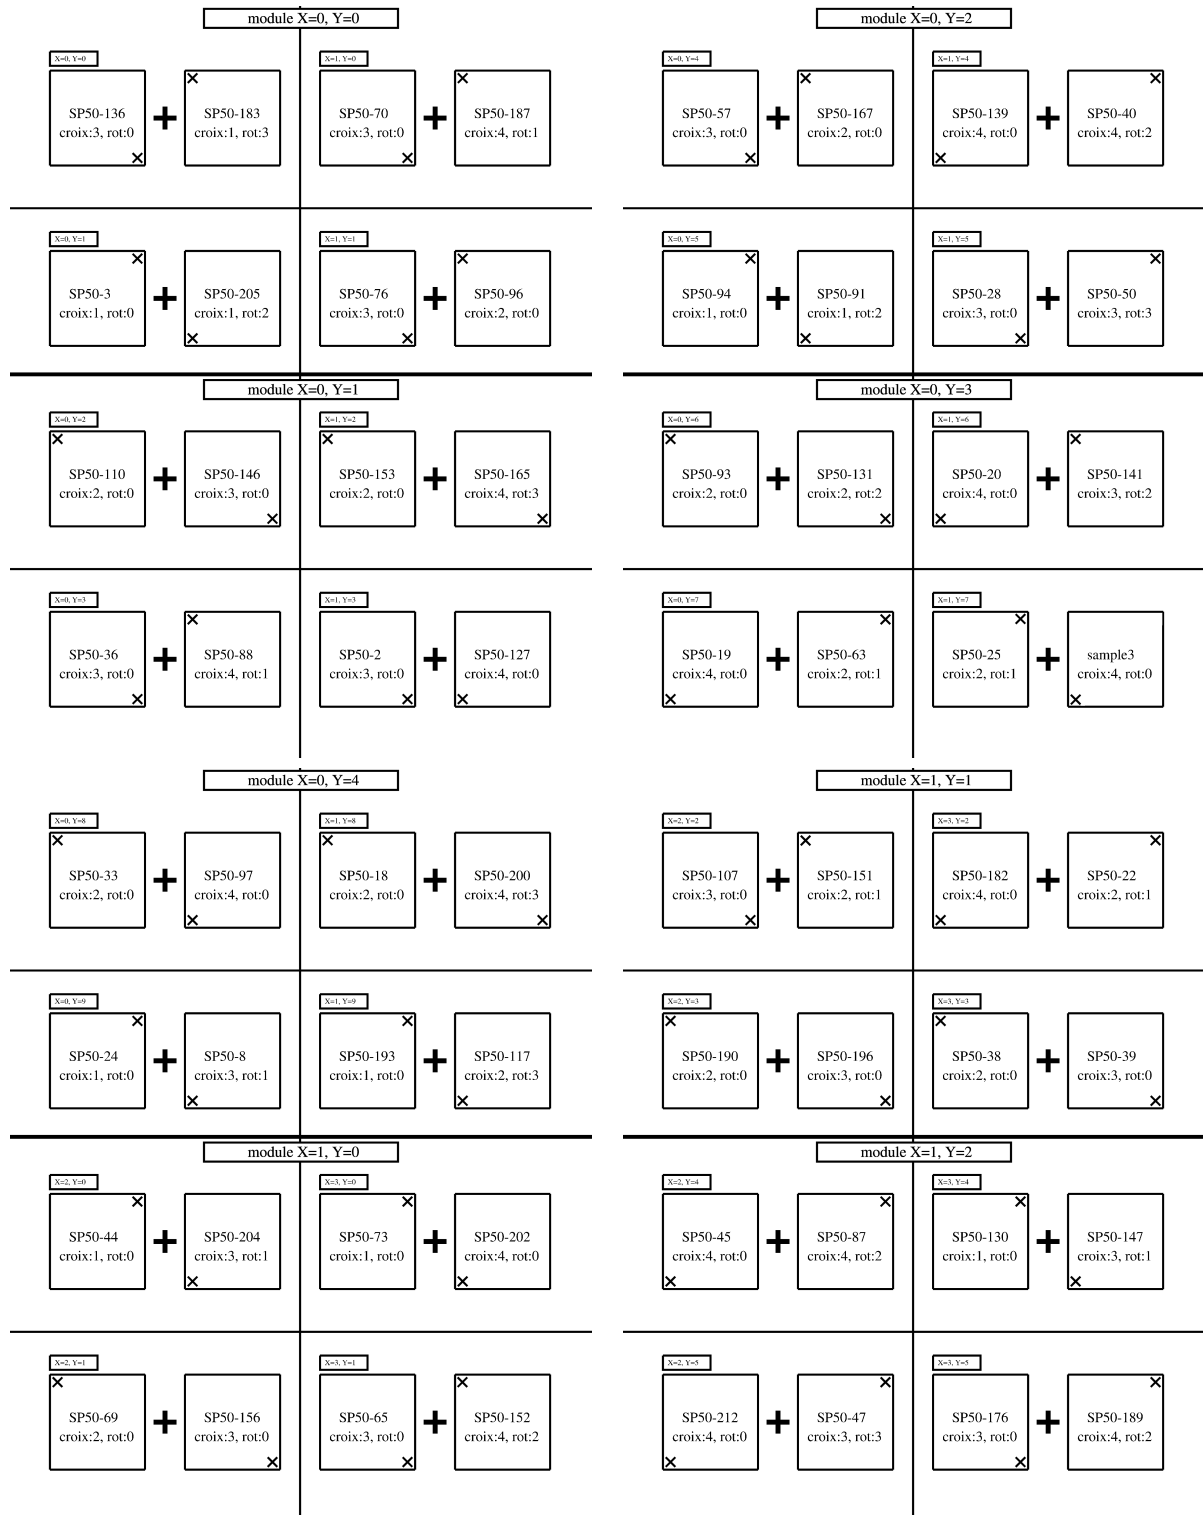 module X=0, Y=0
X=0, Y=0
X=1, Y=0
SP50-136
croix:3, rot:0
SP50-183
croix:1, rot:3
SP50-70
croix:3, rot:0
SP50-187
croix:4, rot:1
X=0, Y=1
X=1, Y=1
SP50-3
croix:1, rot:0
SP50-205
croix:1, rot:2
SP50-76
croix:3, rot:0
SP50-96
croix:2, rot:0
module X=0, Y=2
X=0, Y=4
X=1, Y=4
SP50-57
croix:3, rot:0
SP50-167
croix:2, rot:0
SP50-139
croix:4, rot:0
SP50-40
croix:4, rot:2
X=0, Y=5
X=1, Y=5
SP50-94
croix:1, rot:0
SP50-91
croix:1, rot:2
SP50-28
croix:3, rot:0
SP50-50
croix:3, rot:3
module X=0, Y=1
X=0, Y=2
X=1, Y=2
SP50-110
croix:2, rot:0
SP50-146
croix:3, rot:0
SP50-153
croix:2, rot:0
SP50-165
croix:4, rot:3
X=0, Y=3
X=1, Y=3
SP50-36
croix:3, rot:0
SP50-88
croix:4, rot:1
SP50-2
croix:3, rot:0
SP50-127
croix:4, rot:0
module X=0, Y=3
X=0, Y=6
X=1, Y=6
SP50-93
croix:2, rot:0
SP50-131
croix:2, rot:2
SP50-20
croix:4, rot:0
SP50-141
croix:3, rot:2
X=0, Y=7
X=1, Y=7
SP50-19
croix:4, rot:0
SP50-63
croix:2, rot:1
SP50-25
croix:2, rot:1
sample3
croix:4, rot:0
module X=0, Y=4
X=0, Y=8
X=1, Y=8
SP50-33
croix:2, rot:0
SP50-97
croix:4, rot:0
SP50-18
croix:2, rot:0
SP50-200
croix:4, rot:3
X=0, Y=9
X=1, Y=9
SP50-24
croix:1, rot:0
SP50-8
croix:3, rot:1
SP50-193
croix:1, rot:0
SP50-117
croix:2, rot:3
module X=1, Y=1
X=2, Y=2
X=3, Y=2
SP50-107
croix:3, rot:0
SP50-151
croix:2, rot:1
SP50-182
croix:4, rot:0
SP50-22
croix:2, rot:1
X=2, Y=3
X=3, Y=3
SP50-190
croix:2, rot:0
SP50-196
croix:3, rot:0
SP50-38
croix:2, rot:0
SP50-39
croix:3, rot:0
module X=1, Y=0
X=2, Y=0
X=3, Y=0
SP50-44
croix:1, rot:0
SP50-204
croix:3, rot:1
SP50-73
croix:1, rot:0
SP50-202
croix:4, rot:0
X=2, Y=1
X=3, Y=1
SP50-69
croix:2, rot:0
SP50-156
croix:3, rot:0
SP50-65
croix:3, rot:0
SP50-152
croix:4, rot:2
module X=1, Y=2
X=2, Y=4
X=3, Y=4
SP50-45
croix:4, rot:0
SP50-87
croix:4, rot:2
SP50-130
croix:1, rot:0
SP50-147
croix:3, rot:1
X=2, Y=5
X=3, Y=5
SP50-212
croix:4, rot:0
SP50-47
croix:3, rot:3
SP50-176
croix:3, rot:0
SP50-189
croix:4, rot:2